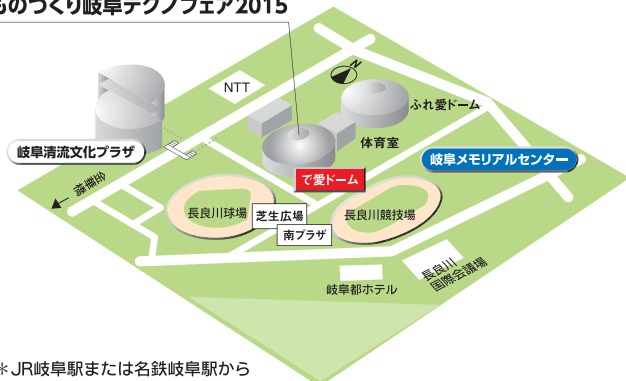 ものづくり岐阜テクノフェア2015
N
NTT
ふれ愛ドーム
体育室
岐阜清流文化プラザ
岐阜メモリアルセンター
金華橋
で愛ドーム
長良川球場
芝生広場
長良川競技場
南プラザ
長良川
国際会議場
岐阜都ホテル
＊JR岐阜駅または名鉄岐阜駅から